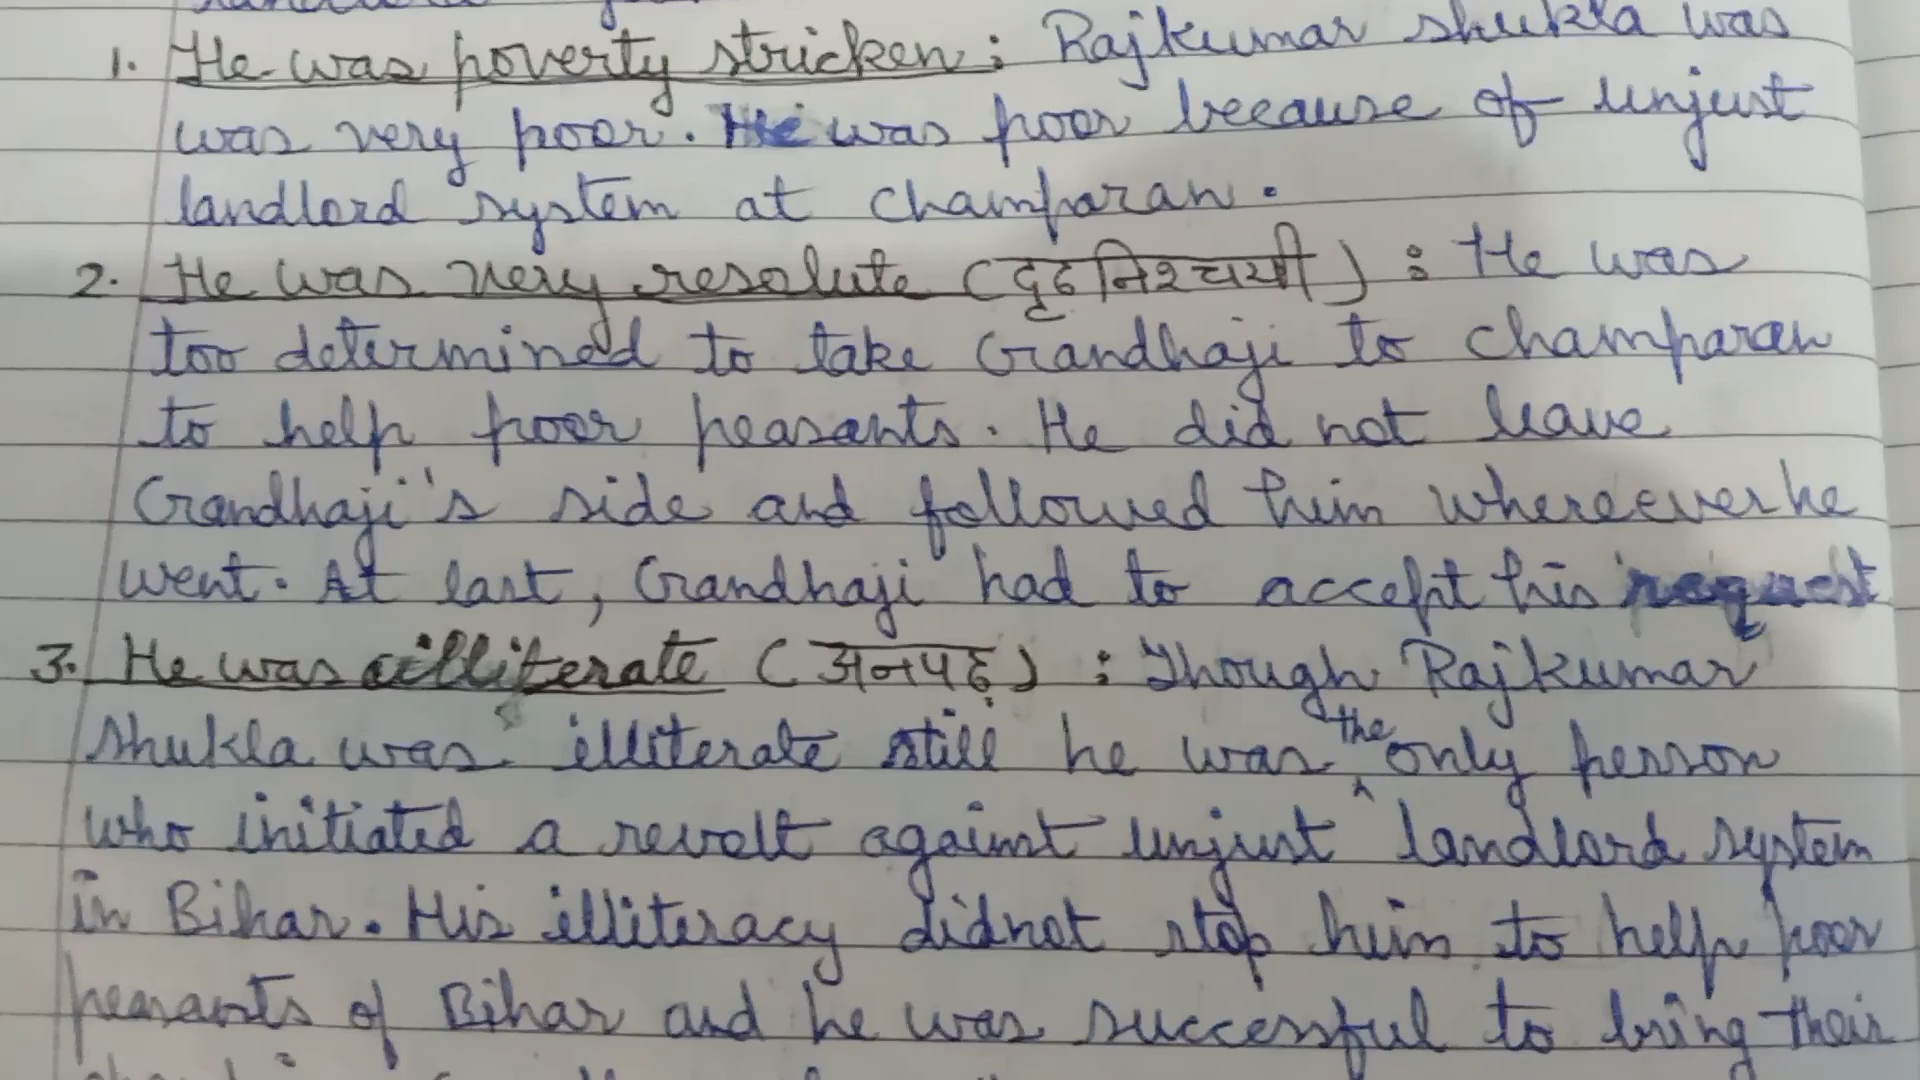 1. He was poverty stricken : Rajkumar shukla was
was very poor. He was poor because of unjust
landlord system at champaran.
2. He was very resolute (दृढ़ निश्चयी) : He was
too determined to take Gandhaji to champaran
to help poor peasants. He did not leave
Gandhaji's side and followed him whereever he
went. At last, Gandhaji had to accept his request
3. He was illiterate (अनपढ़) : Though Rajkumar
shukla was illiterate still he was the only person
who initiated a revolt against unjust landlord system
in Bihar. His illiteracy didnot stop him to help poor
peasants of Bihar and he was successful to bring their